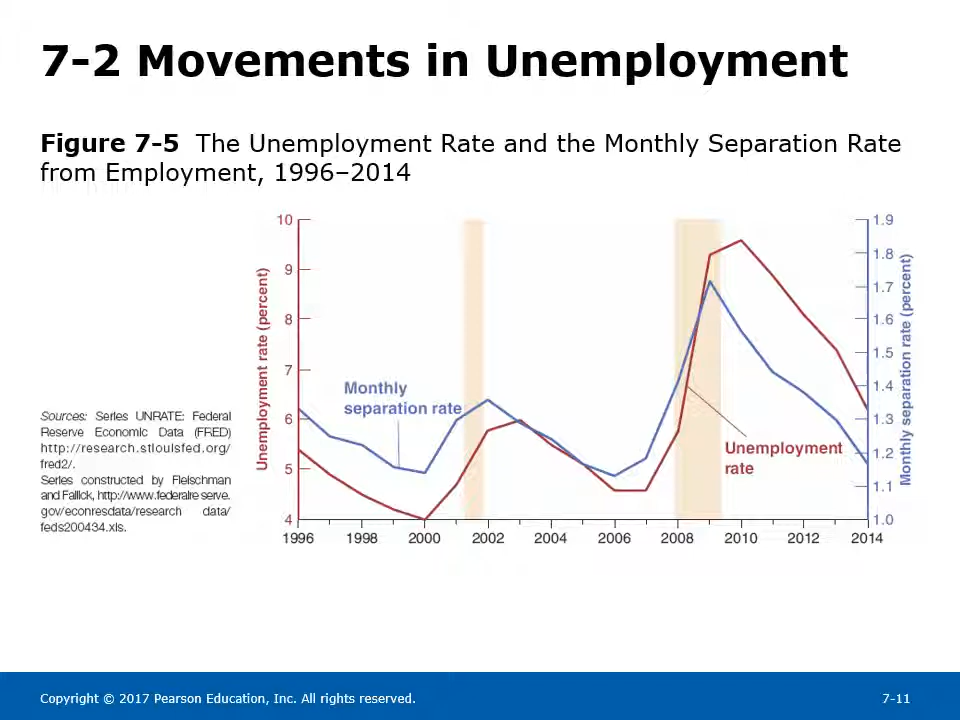 7-2 Movements in Unemployment
Figure 7-5 The Unemployment Rate and the Monthly Separation Rate
from Employment, 1996–2014
Sources: Series UNRATE: Federal
Reserve Economic Data (FRED)
http://research.stlouisfed.org/
fred2/.
Series constructed by Fleischman
and Fallick, http://www.federalre serve.
gov/econresdata/research data/
feds200434.xls.
Unemployment rate (percent)
10
9
8
7
6
5
4
Monthly
separation rate
Unemployment
rate
1.9
1.8
1.7
1.6
1.5
1.4
1.3
1.2
1.1
1.0
Monthly separation rate (percent)
1996 1998 2000 2002 2004 2006 2008 2010 2012 2014
Copyright © 2017 Pearson Education, Inc. All rights reserved.
7-11